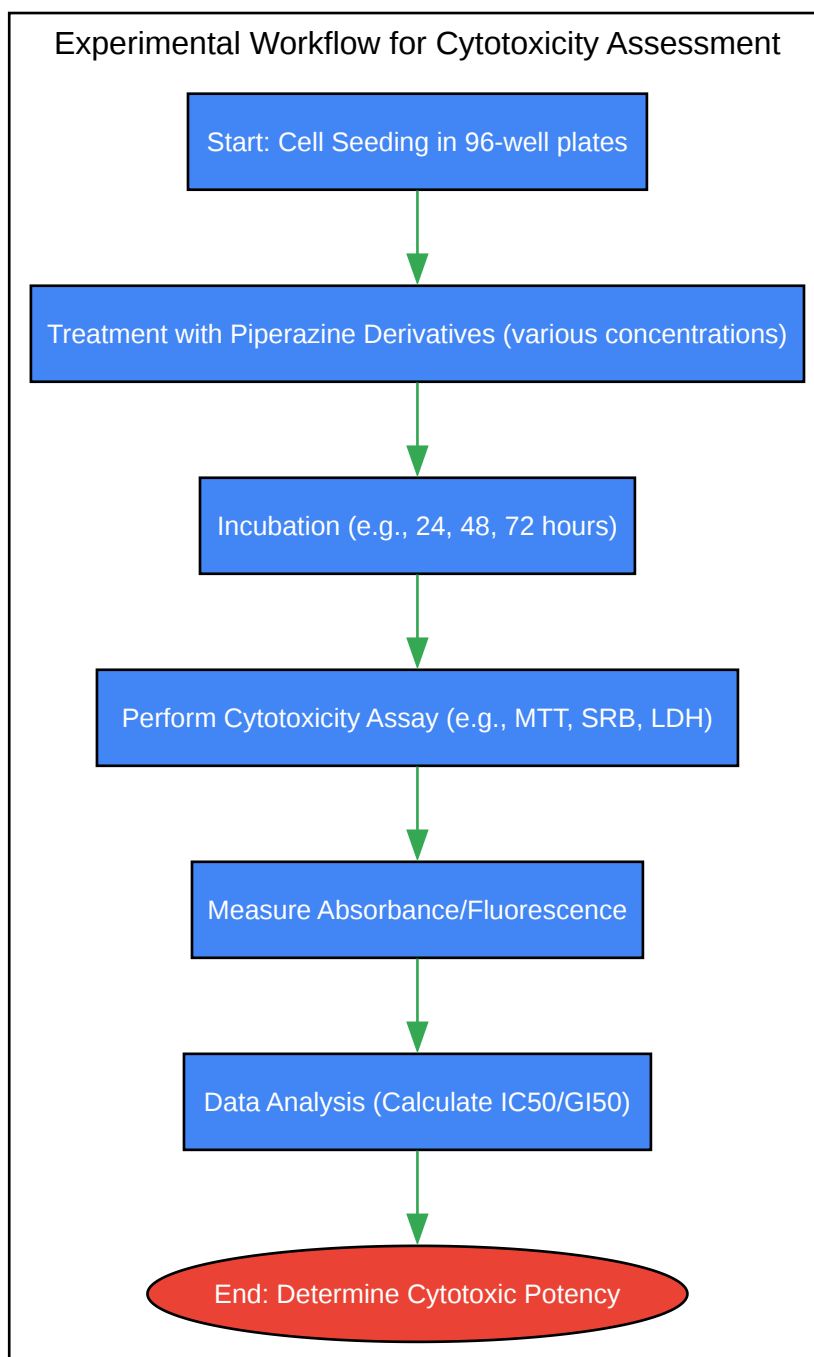 Experimental Workflow for Cytotoxicity Assessment
Start: Cell Seeding in 96-well plates
Treatment with Piperazine Derivatives (various concentrations)
Incubation (e.g., 24, 48, 72 hours)
Perform Cytotoxicity Assay (e.g., MTT, SRB, LDH)
Measure Absorbance/Fluorescence
Data Analysis (Calculate IC50/GI50)
End: Determine Cytotoxic Potency